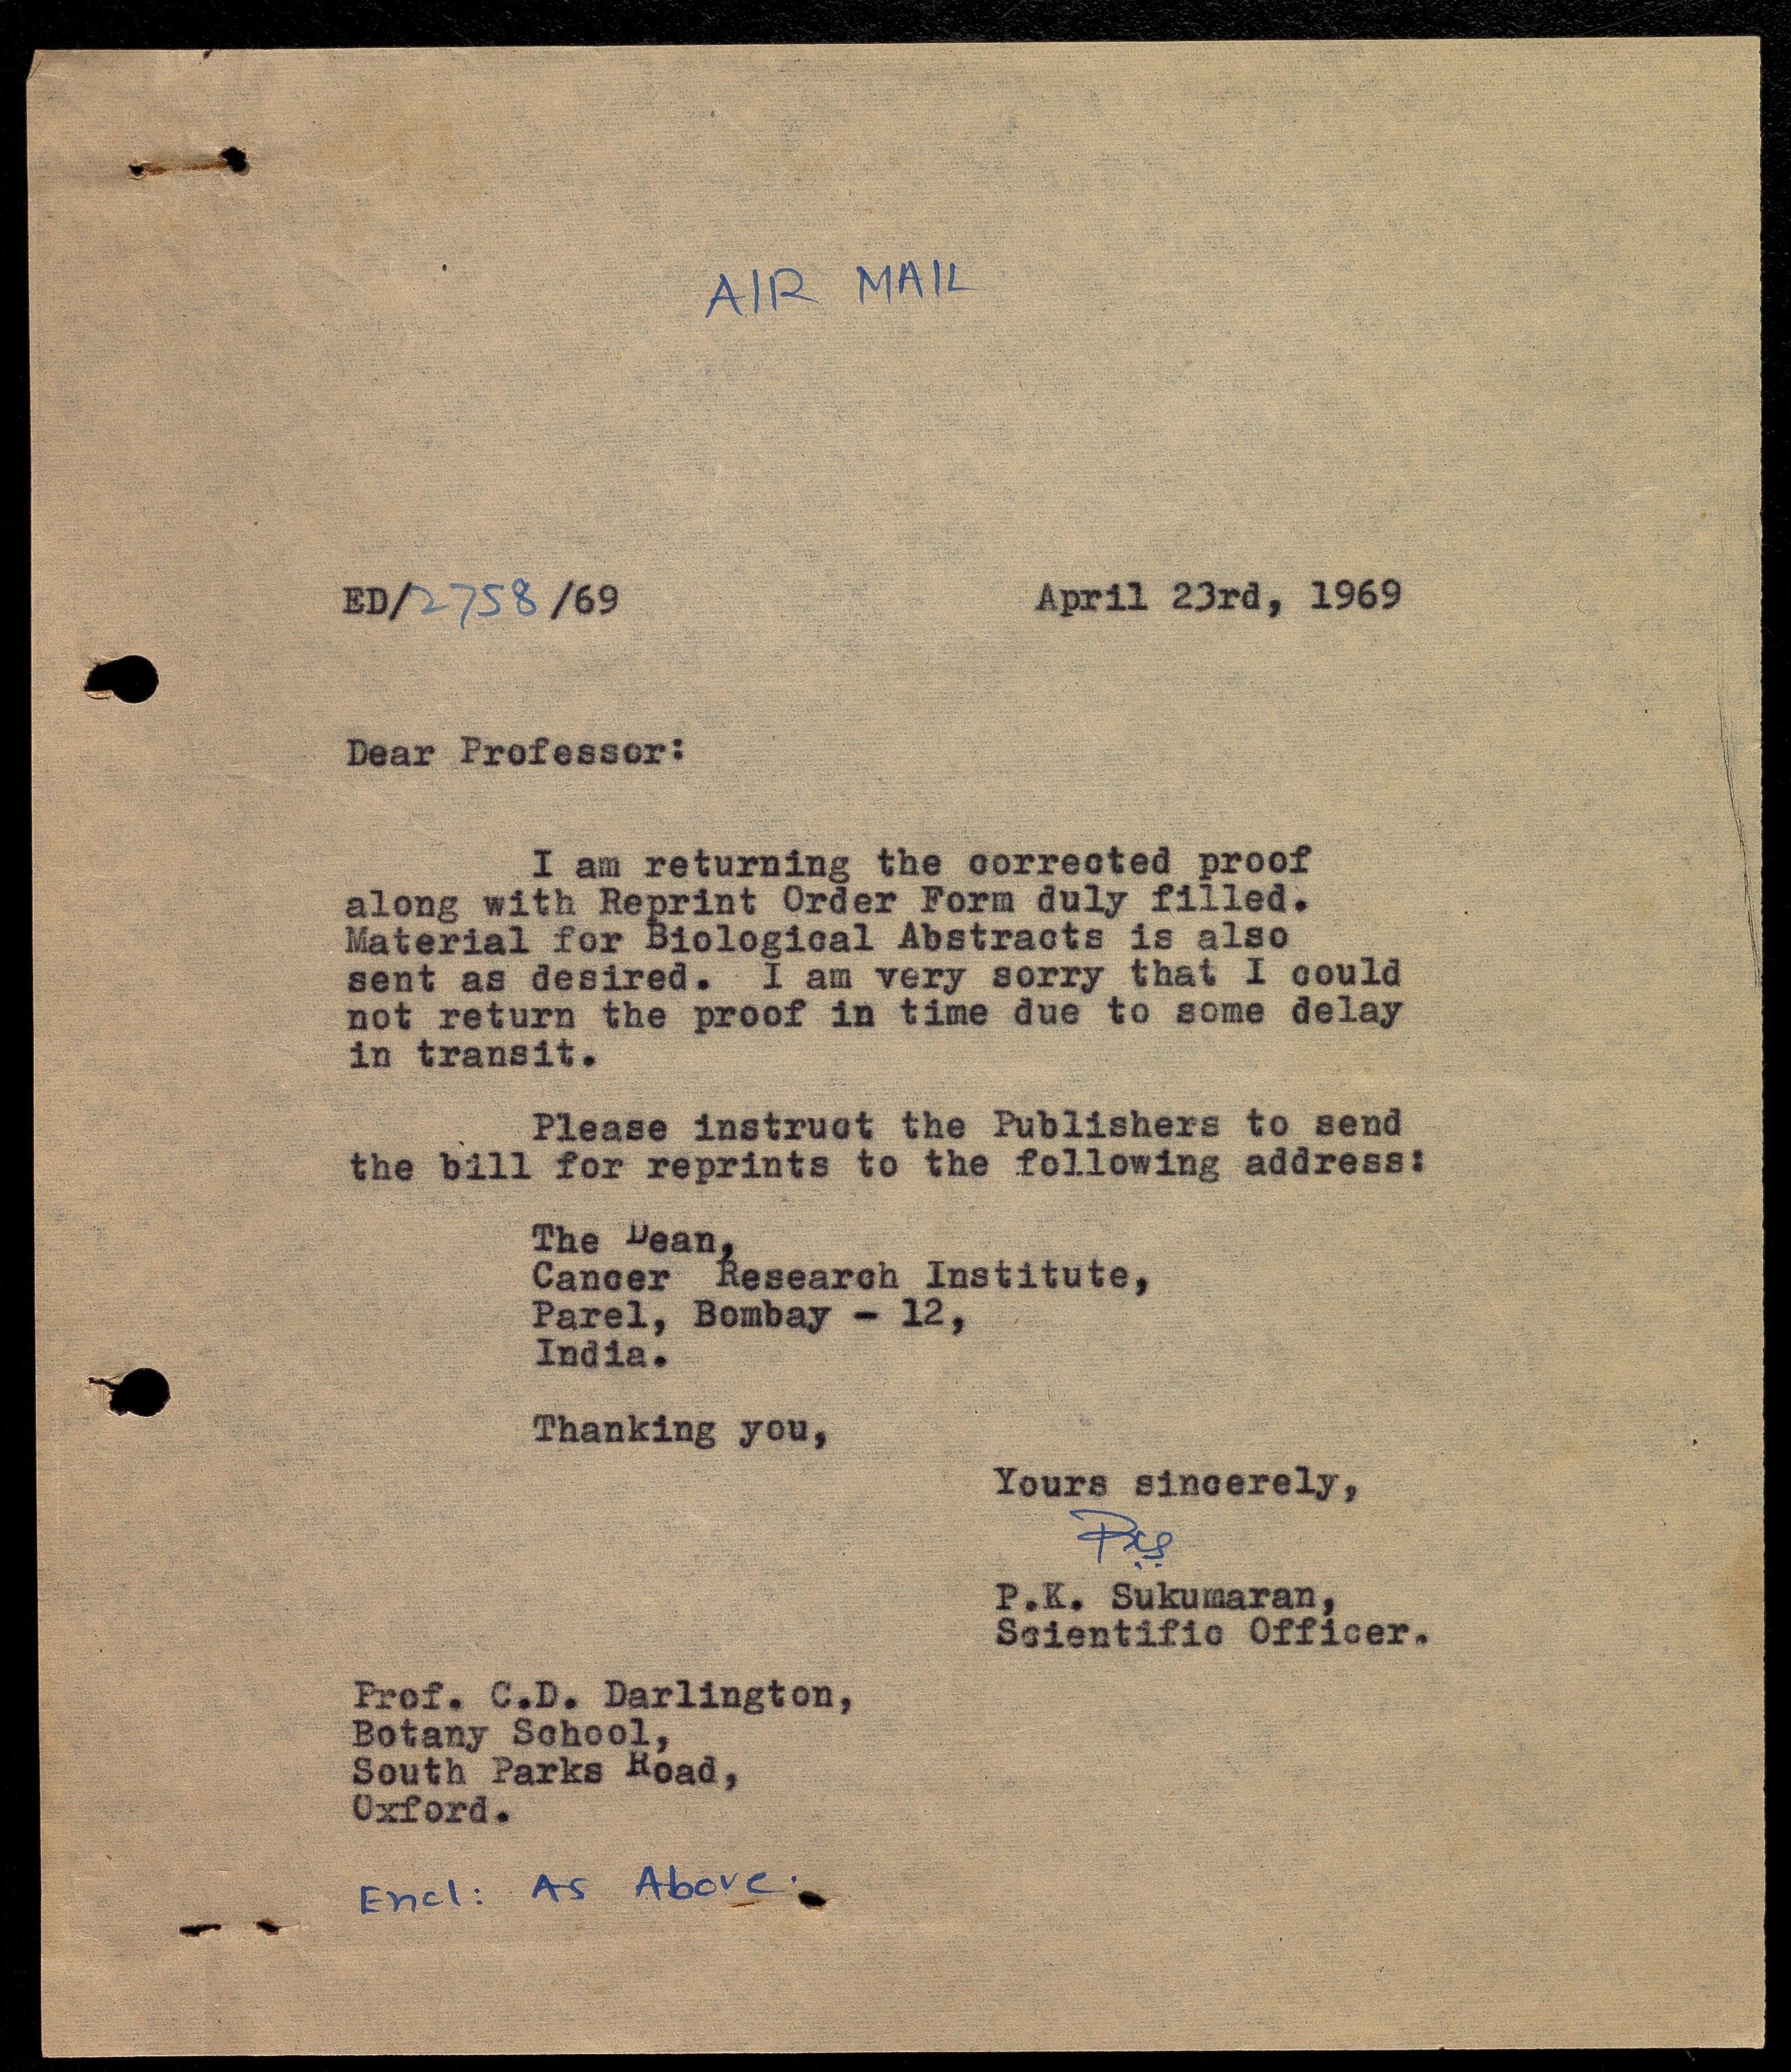 AIR MAIL
ED/2758/69
April 23rd, 1969
Dear Professor:
I am returning the corrected proof
along with Reprint Order Form duly filled.
Material for Biological Abstracts is also
sent as desired. I am very sorry that I could
not return the proof in time due to some delay
in transit.
Please instruct the Publishers to send
the bill for reprints to the following address:
The Dean,
Cancer Research Institute,
Parel, Bombay - 12,
India.
Thanking you,
Yours sincerely,
PKS
P.K. Sukumaran,
Scientific Officer.
Prof. C.D. Darlington,
Botany School,
South Parks Road,
Oxford.
Encl: As Above.